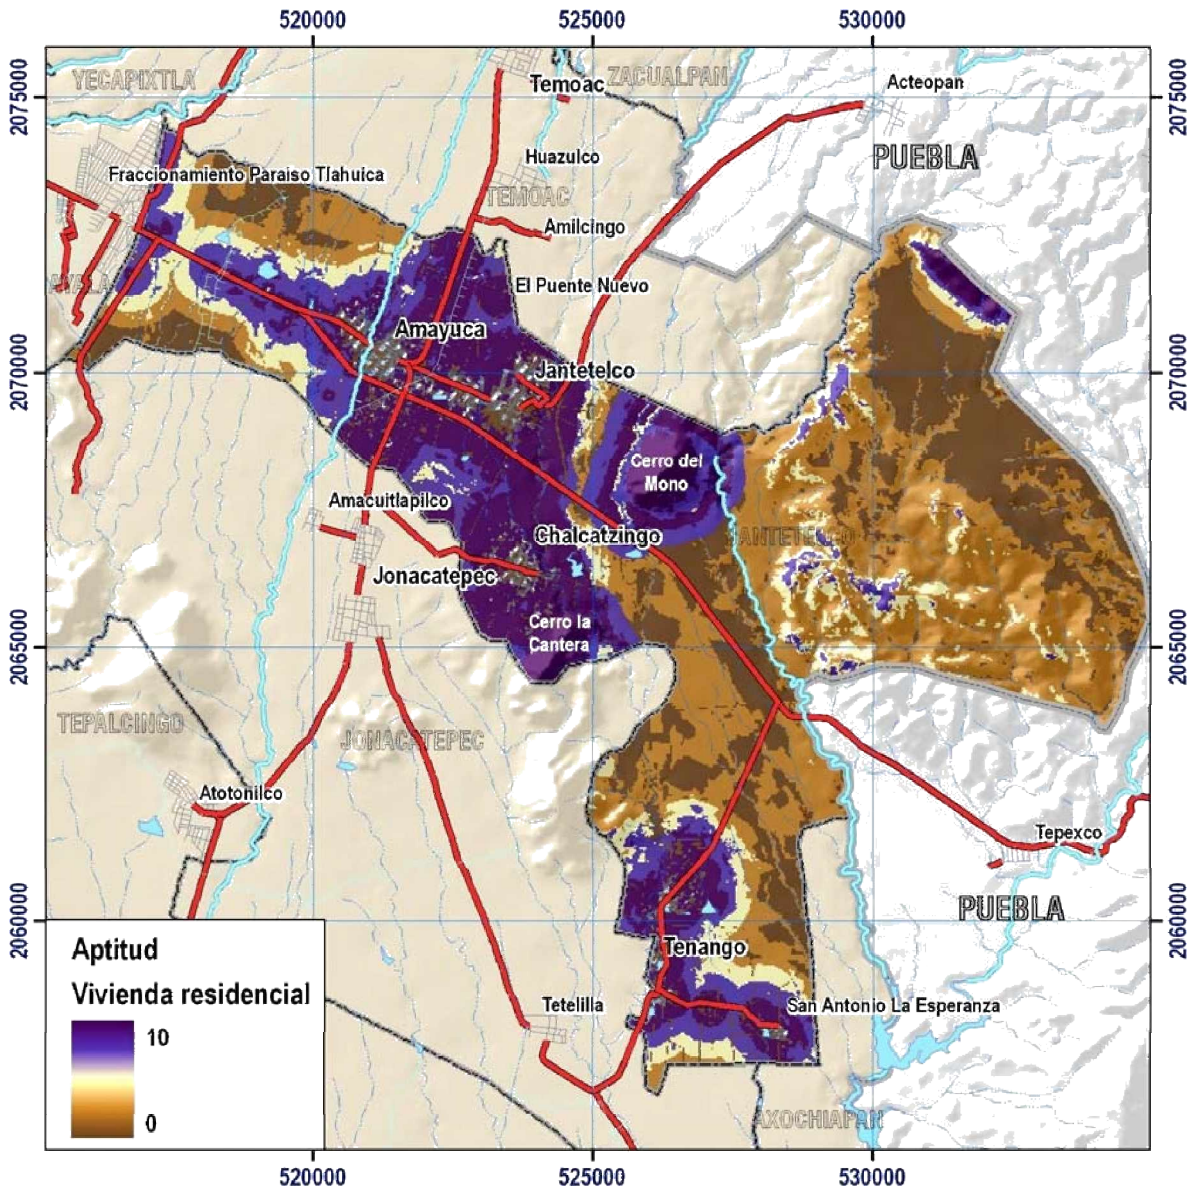 520000
525000
530000
2075000
2075000
YECAPIXTLA
Temoac
ZACUALPAN
Acteopan
PUEBLA
Huazulco
Fraccionamiento Paraiso Tlahuica
TEMOAC
Amilcingo
AYALA
El Puente Nuevo
Amayuca
2070000
2070000
Jantetelco
Cerro del
Mono
Amacuitlapilco
Chalcatzingo
JANTETELCO
Jonacatepec
Cerro la
Cantera
2065000
2065000
TEPALCINGO
JONACATEPEC
Atotonilco
Tepexco
PUEBLA
2060000
2060000
Tenango
Aptitud
Vivienda residencial
10
0
Tetelilla
San Antonio La Esperanza
AXOCHIAPAN
520000
525000
530000